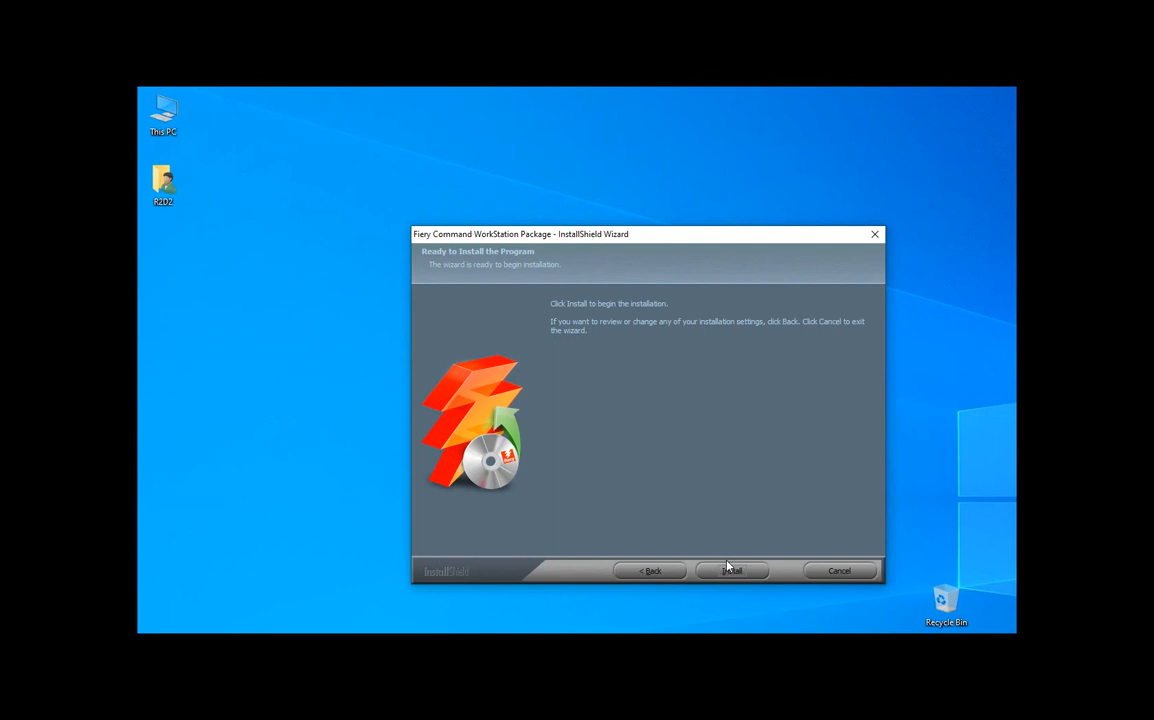 This PC
R2D2
Fiery Command WorkStation Package - InstallShield Wizard
Ready to Install the Program
The wizard is ready to begin installation.
Click Install to begin the installation.
If you want to review or change any of your installation settings, click Back. Click Cancel to exit
the wizard.
InstallShield
< Back
Install
Cancel
Recycle Bin